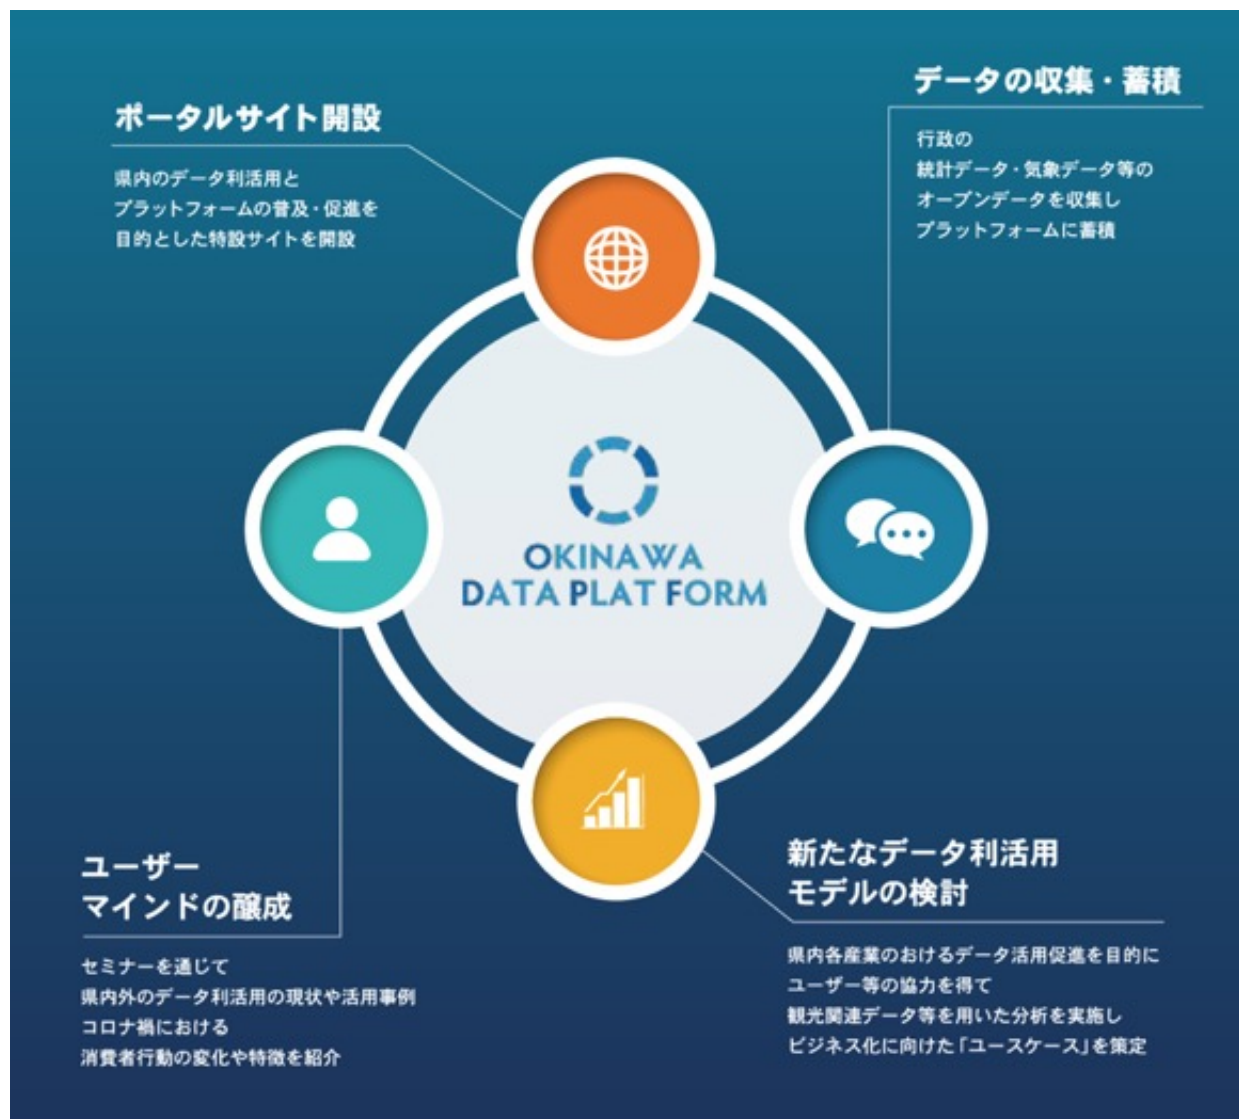 ポータルサイト開設
県内のデータ利活用と
プラットフォームの普及・促進を
目的とした特設サイトを開設
データの収集・蓄積
行政の
統計データ・気象データ等の
オープンデータを収集し
プラットフォームに蓄積
OKINAWA
DATA PLAT FORM
ユーザー
マインドの醸成
セミナーを通じて
県内外のデータ利活用の現状や活用事例
コロナ禍における
消費者行動の変化や特徴を紹介
新たなデータ利活用
モデルの検討
県内各産業のおけるデータ活用促進を目的に
ユーザー等の協力を得て
観光関連データ等を用いた分析を実施し
ビジネス化に向けた「ユースケース」を策定